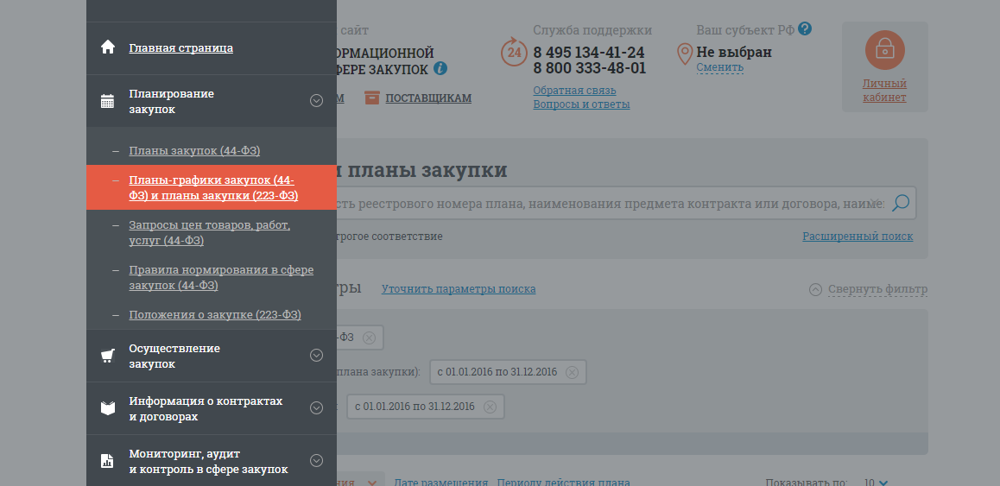 Главная страница
Планирование
закупок
Планы закупок (44-ФЗ)
Планы-графики закупок (44-
ФЗ) и планы закупки (223-ФЗ)
Запросы цен товаров, работ,
услуг (44-ФЗ)
Правила нормирования в сфере
закупок (44-ФЗ)
Положения о закупке (223-ФЗ)
Осуществление
закупок
Информация о контрактах
и договорах
Мониторинг, аудит
и контроль в сфере закупок
сайт
ОРМАЦИОННОЙ
ФЕРЕ ЗАКУПОК
М ПОСТАВЩИКАМ
Служба поддержки
24 8 495 134-41-24
8 800 333-48-01
Обратная связь
Вопросы и ответы
Ваш субъект РФ ?
Не выбран
Сменить
Личный
кабинет
и планы закупки
сть реестрового номера плана, наименования предмета контракта или договора, наиме:
трогое соответствие Расширенный поиск
тры Уточнить параметры поиска Свернуть фильтр
-ФЗ
плана закупки): с 01.01.2016 по 31.12.2016
: с 01.01.2016 по 31.12.2016
ния Дате размещения Периоду действия плана Показывать по: 10